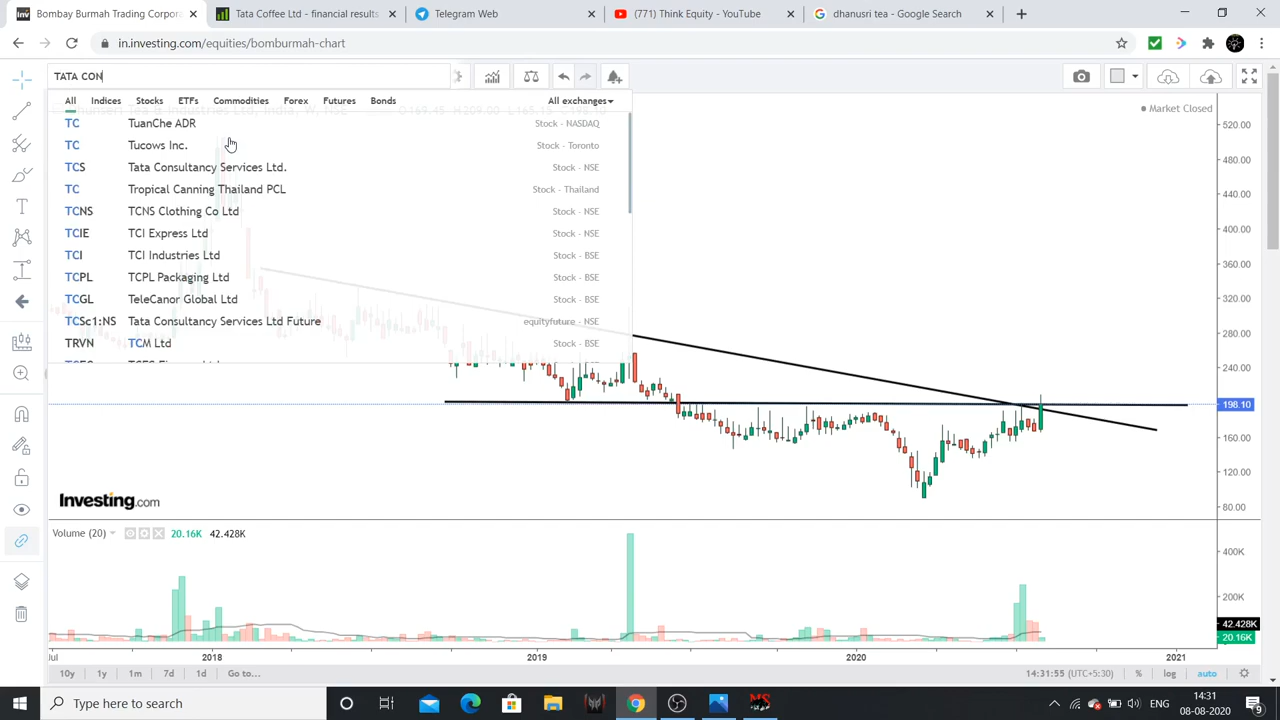 Bombay Burmah Trading Corpora
Tata Coffee Ltd - financial results
Telegram Web
(771) Think Equity - YouTube
dhanusri tea - Google Search
in.investing.com/equities/bomburmah-chart
TATA CON
All Indices Stocks ETFs Commodities Forex Futures Bonds All exchanges
Market Closed
TC TuanChe ADR Stock - NASDAQ
TC Tucows Inc. Stock - Toronto
TCS Tata Consultancy Services Ltd. Stock - NSE
TC Tropical Canning Thailand PCL Stock - Thailand
TCNS TCNS Clothing Co Ltd Stock - NSE
TCIE TCI Express Ltd Stock - NSE
TCI TCI Industries Ltd Stock - BSE
TCPL TCPL Packaging Ltd Stock - BSE
TCGL TeleCanor Global Ltd Stock - BSE
TCSc1:NS Tata Consultancy Services Ltd Future equityfuture - NSE
TRVN TCM Ltd Stock - BSE
520.00
480.00
440.00
400.00
360.00
320.00
280.00
240.00
198.10
160.00
120.00
80.00
Investing.com
Volume (20) 20.16K 42.428K
400K
200K
42.428K
20.16K
Jul 2018 2019 2020 2021
10y 1y 1m 7d 1d Go to... 14:31:55 (UTC+5:30) % log auto
Type here to search
ENG
14:31
08-08-2020
9